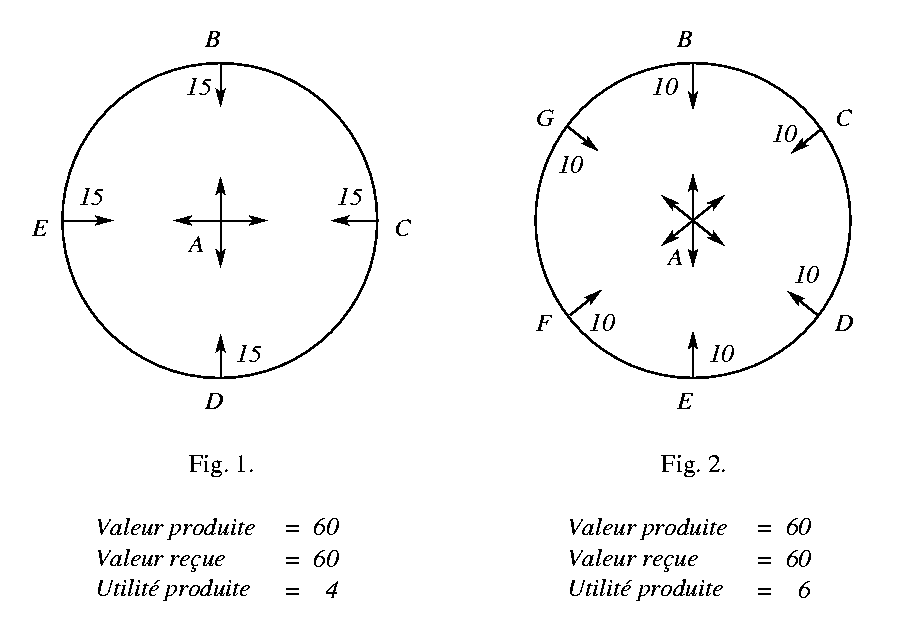 B
15
15
E
A
15
C
15
D
Fig. 1.
Valeur produite = 60
Valeur reçue = 60
Utilité produite = 4
B
10
G
10
C
10
A
10
F
10
D
10
E
Fig. 2.
Valeur produite = 60
Valeur reçue = 60
Utilité produite = 6